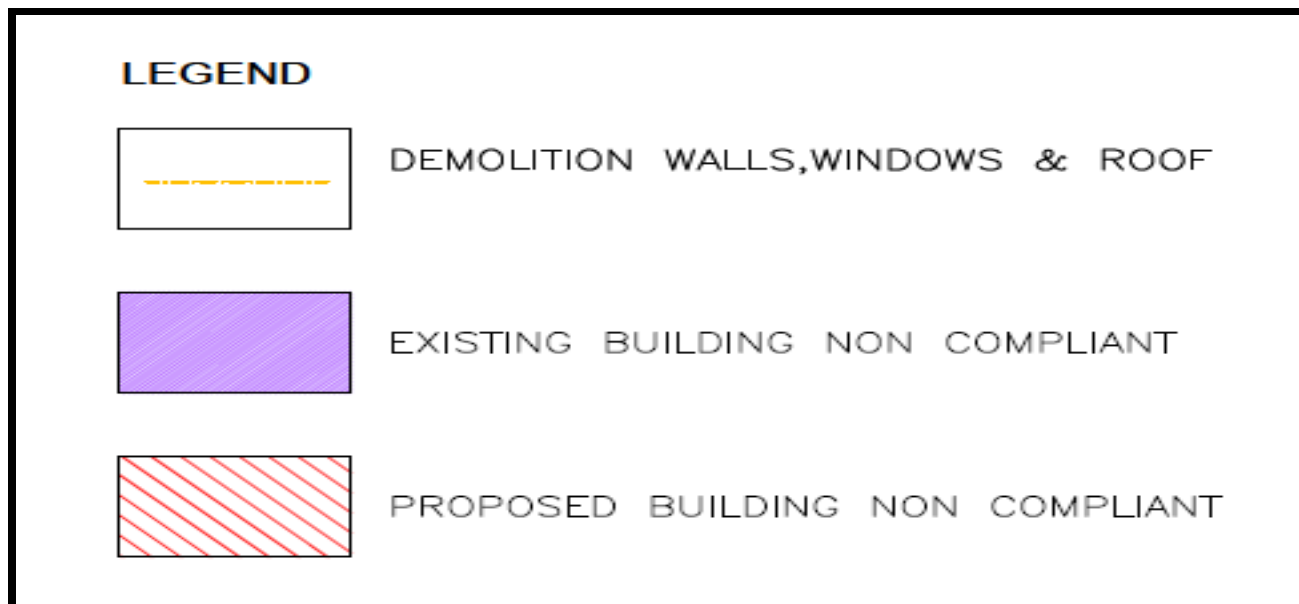 LEGEND
DEMOLITION WALLS,WINDOWS & ROOF
EXISTING BUILDING NON COMPLIANT
PROPOSED BUILDING NON COMPLIANT